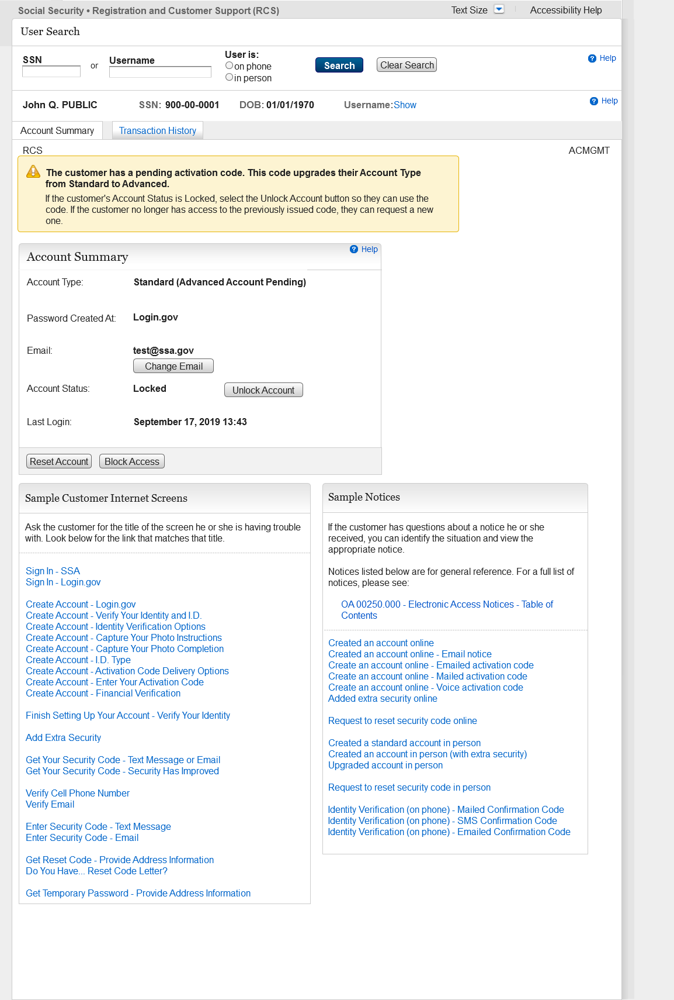 Social Security • Registration and Customer Support (RCS)
Text Size
Accessibility Help
User Search
SSN
or
Username
User is:
on phone
in person
Search
Clear Search
Help
John Q. PUBLIC
SSN: 900-00-0001
DOB: 01/01/1970
Username: Show
Help
Account Summary
Transaction History
RCS
ACMGMT
The customer has a pending activation code. This code upgrades their Account Type
from Standard to Advanced.
If the customer's Account Status is Locked, select the Unlock Account button so they can use the
code. If the customer no longer has access to the previously issued code, they can request a new
one.
Account Summary
Help
Account Type: Standard (Advanced Account Pending)
Password Created At: Login.gov
Email: test@ssa.gov
Change Email
Account Status: Locked
Unlock Account
Last Login: September 17, 2019 13:43
Reset Account
Block Access
Sample Customer Internet Screens
Ask the customer for the title of the screen he or she is having trouble
with. Look below for the link that matches that title.
Sign In - SSA
Sign In - Login.gov
Create Account - Login.gov
Create Account - Verify Your Identity and I.D.
Create Account - Identity Verification Options
Create Account - Capture Your Photo Instructions
Create Account - Capture Your Photo Completion
Create Account - I.D. Type
Create Account - Activation Code Delivery Options
Create Account - Enter Your Activation Code
Create Account - Financial Verification
Finish Setting Up Your Account - Verify Your Identity
Add Extra Security
Get Your Security Code - Text Message or Email
Get Your Security Code - Security Has Improved
Verify Cell Phone Number
Verify Email
Enter Security Code - Text Message
Enter Security Code - Email
Get Reset Code - Provide Address Information
Do You Have... Reset Code Letter?
Get Temporary Password - Provide Address Information
Sample Notices
If the customer has questions about a notice he or she
received, you can identify the situation and view the
appropriate notice.
Notices listed below are for general reference. For a full list of
notices, please see:
OA 00250.000 - Electronic Access Notices - Table of
Contents
Created an account online
Created an account online - Email notice
Create an account online - Emailed activation code
Create an account online - Mailed activation code
Create an account online - Voice activation code
Added extra security online
Request to reset security code online
Created a standard account in person
Created an account in person (with extra security)
Upgraded account in person
Request to reset security code in person
Identity Verification (on phone) - Mailed Confirmation Code
Identity Verification (on phone) - SMS Confirmation Code
Identity Verification (on phone) - Emailed Confirmation Code